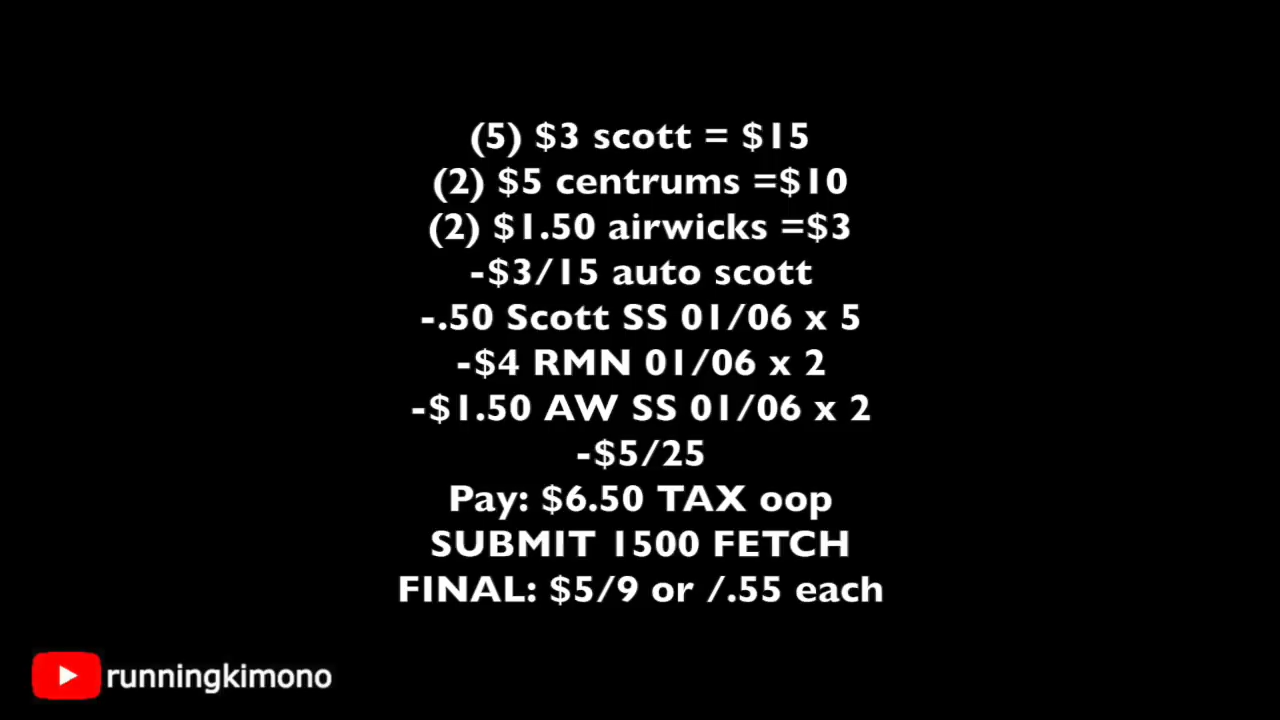 (5) $3 scott = $15
(2) $5 centrums =$10
(2) $1.50 airwicks =$3
-$3/15 auto scott
-.50 Scott SS 01/06 x 5
-$4 RMN 01/06 x 2
-$1.50 AW SS 01/06 x 2
-$5/25
Pay: $6.50 TAX oop
SUBMIT 1500 FETCH
FINAL: $5/9 or /.55 each
runningkimono